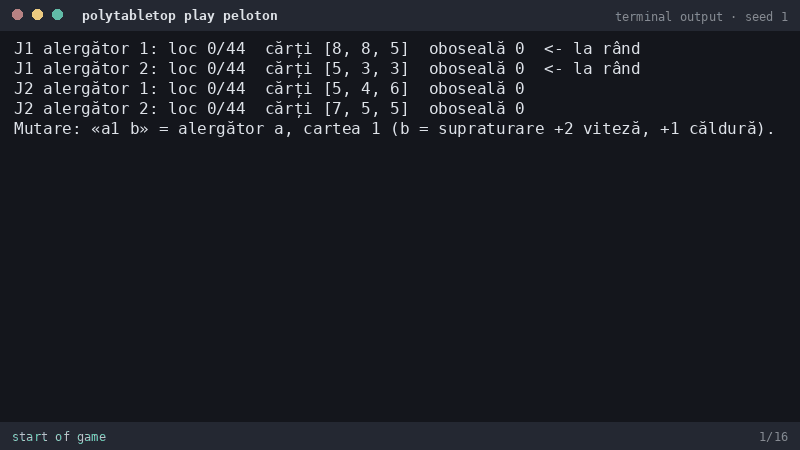 polytabletop play peloton
terminal output · seed 1
J1 alergător 1: loc 0/44  cărți [8, 8, 5]  oboseală 0  <- la rând
J1 alergător 2: loc 0/44  cărți [5, 3, 3]  oboseală 0  <- la rând
J2 alergător 1: loc 0/44  cărți [5, 4, 6]  oboseală 0
J2 alergător 2: loc 0/44  cărți [7, 5, 5]  oboseală 0
Mutare: «a1 b» = alergător a, cartea 1 (b = supraturare +2 viteză, +1 căldură).
start of game
1/16